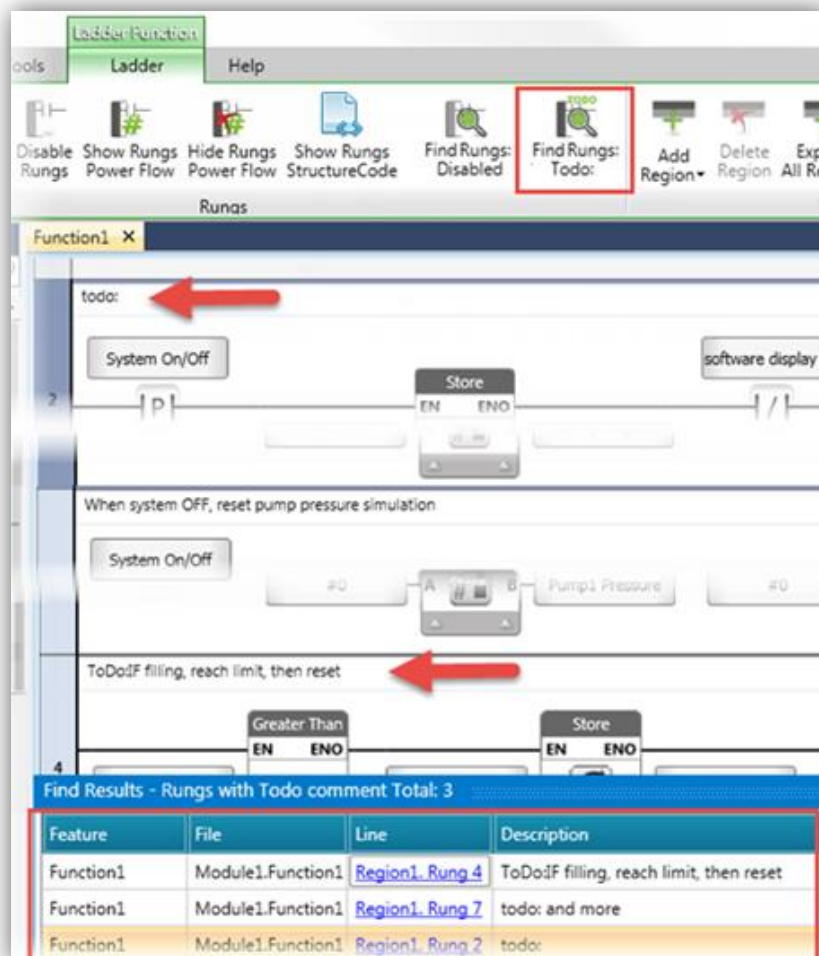 Ladder Function
ools Ladder Help
Disable Rungs
Show Rungs Power Flow
Hide Rungs Power Flow
Show Rungs StructureCode
Find Rungs: Disabled
TODO
Find Rungs: Todo:
Add Region
Delete Region
Exp
All Re
Rungs
Function1 X
todo:
System On/Off
software display
2
P
Store
EN ENO
/
When system OFF, reset pump pressure simulation
System On/Off
#0
A
B
Pump1 Pressure
#0
ToDo:IF filling, reach limit, then reset
Greater Than
EN ENO
Store
EN ENO
4
Find Results - Rungs with Todo comment Total: 3
Feature File Line Description
Function1 Module1.Function1 Region1. Rung 4 ToDo:IF filling, reach limit, then reset
Function1 Module1.Function1 Region1. Rung 7 todo: and more
Function1 Module1.Function1 Region1. Rung 2 todo: